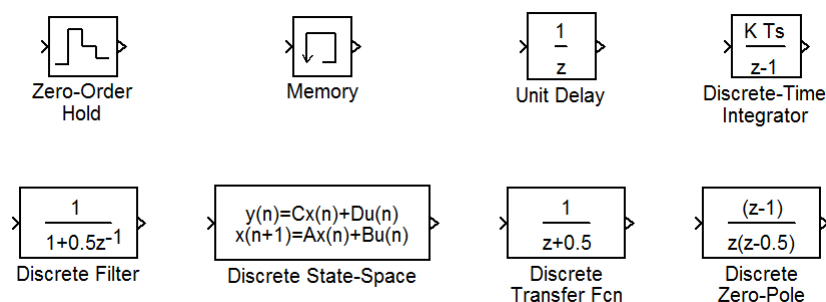 Zero-Order
Hold
Memory
1
z
Unit Delay
K Ts
z-1
Discrete-Time
Integrator
1
1+0.5z-1
Discrete Filter
y(n)=Cx(n)+Du(n)
x(n+1)=Ax(n)+Bu(n)
Discrete State-Space
1
z+0.5
Discrete
Transfer Fcn
(z-1)
z(z-0.5)
Discrete
Zero-Pole